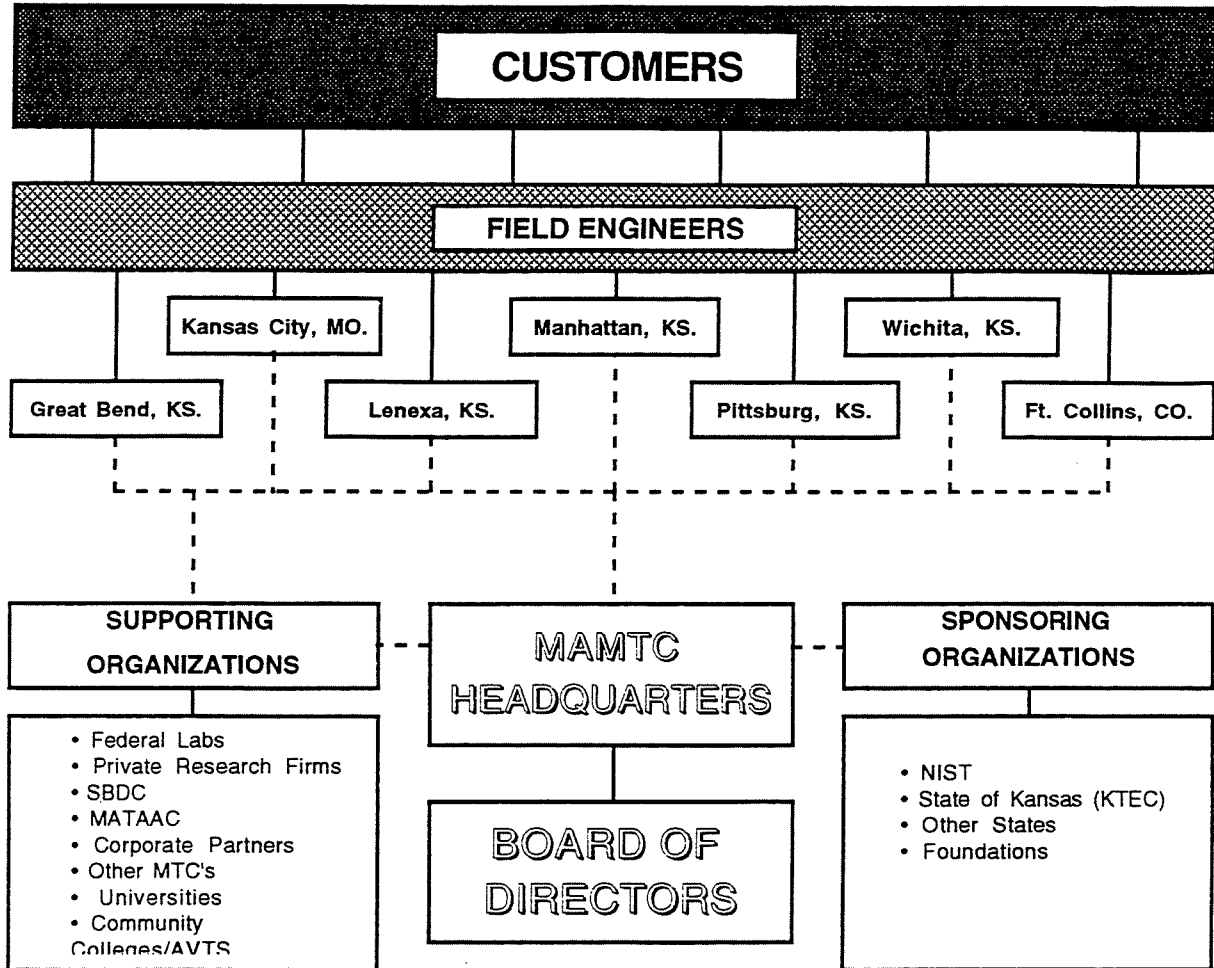 CUSTOMERS
FIELD ENGINEERS
Kansas City, MO.
Manhattan, KS.
Wichita, KS.
Great Bend, KS.
Lenexa, KS.
Pittsburg, KS.
Ft. Collins, CO.
SUPPORTING
ORGANIZATIONS
• Federal Labs
• Private Research Firms
• SBDC
• MATAAC
• Corporate Partners
• Other MTC's
• Universities
• Community
Colleges/AVTS
MAMTC
HEADQUARTERS
BOARD OF
DIRECTORS
SPONSORING
ORGANIZATIONS
• NIST
• State of Kansas (KTEC)
• Other States
• Foundations